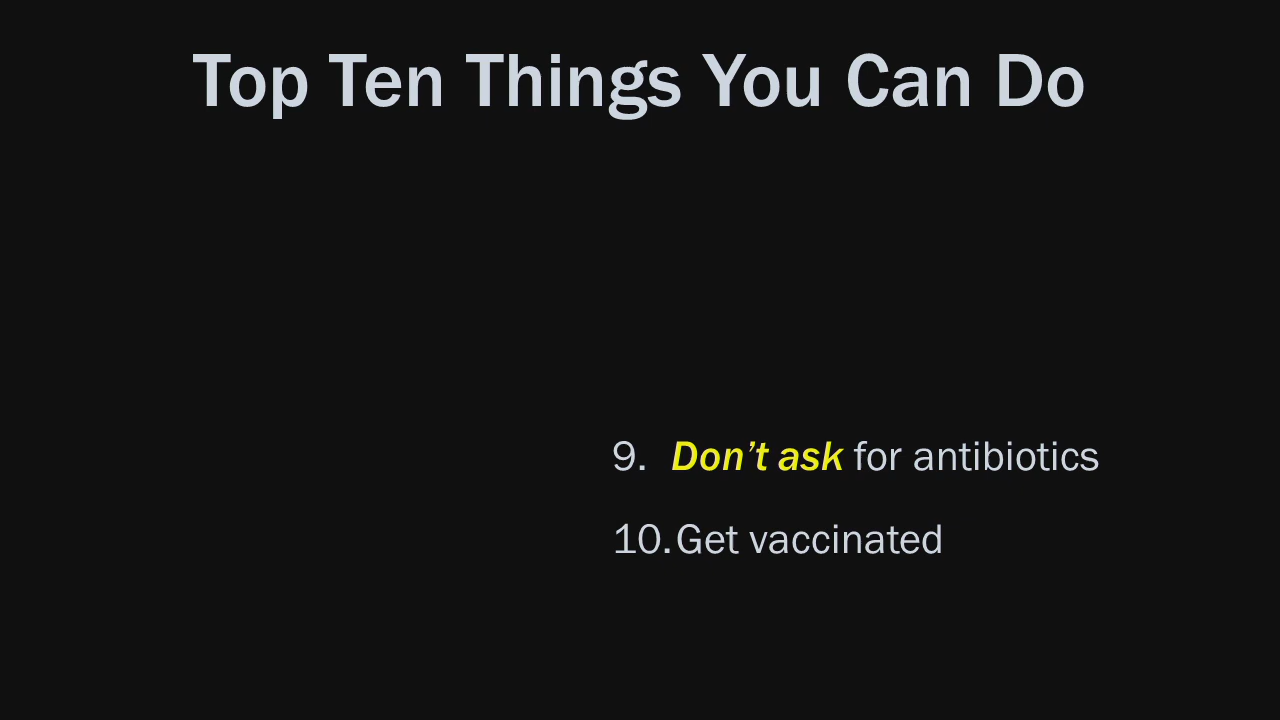 Top Ten Things You Can Do
9. Don’t ask for antibiotics
10. Get vaccinated